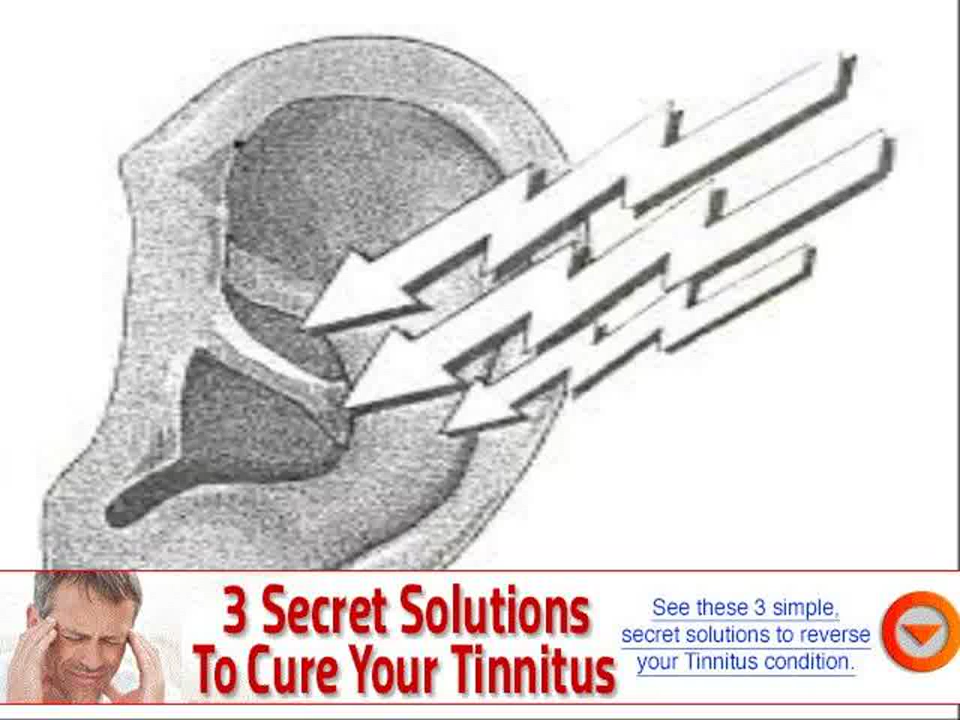 3 Secret Solutions
To Cure Your Tinnitus
See these 3 simple,
secret solutions to reverse
your Tinnitus condition.